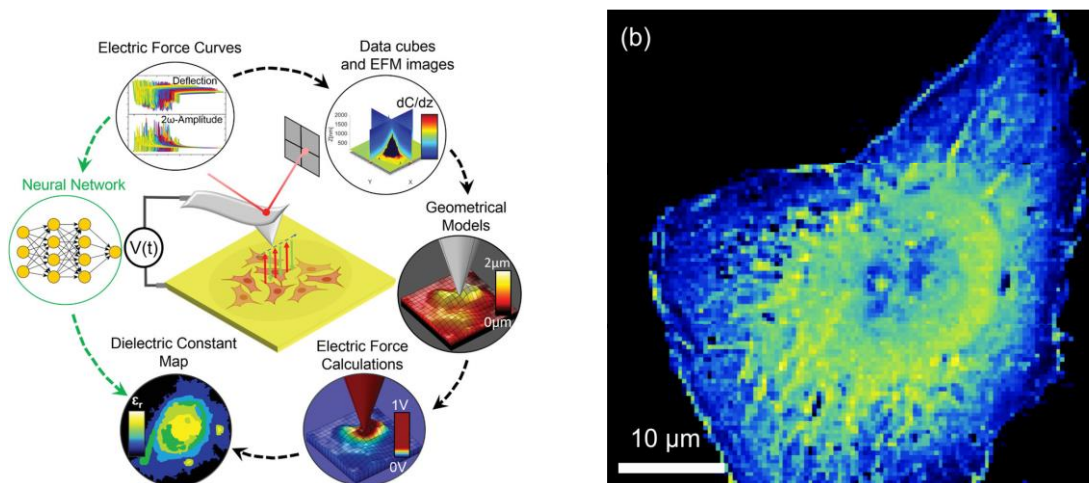 Electric Force Curves
Deflection
2ω-Amplitude
Data cubes
and EFM images
dC/dz
2000
1500
1000
500
Z[nm]
Y
X
Neural Network
V(t)
Geometrical
Models
2µm
0µm
Dielectric Constant
Map
εr
Electric Force
Calculations
1V
0V
(b)
10 µm